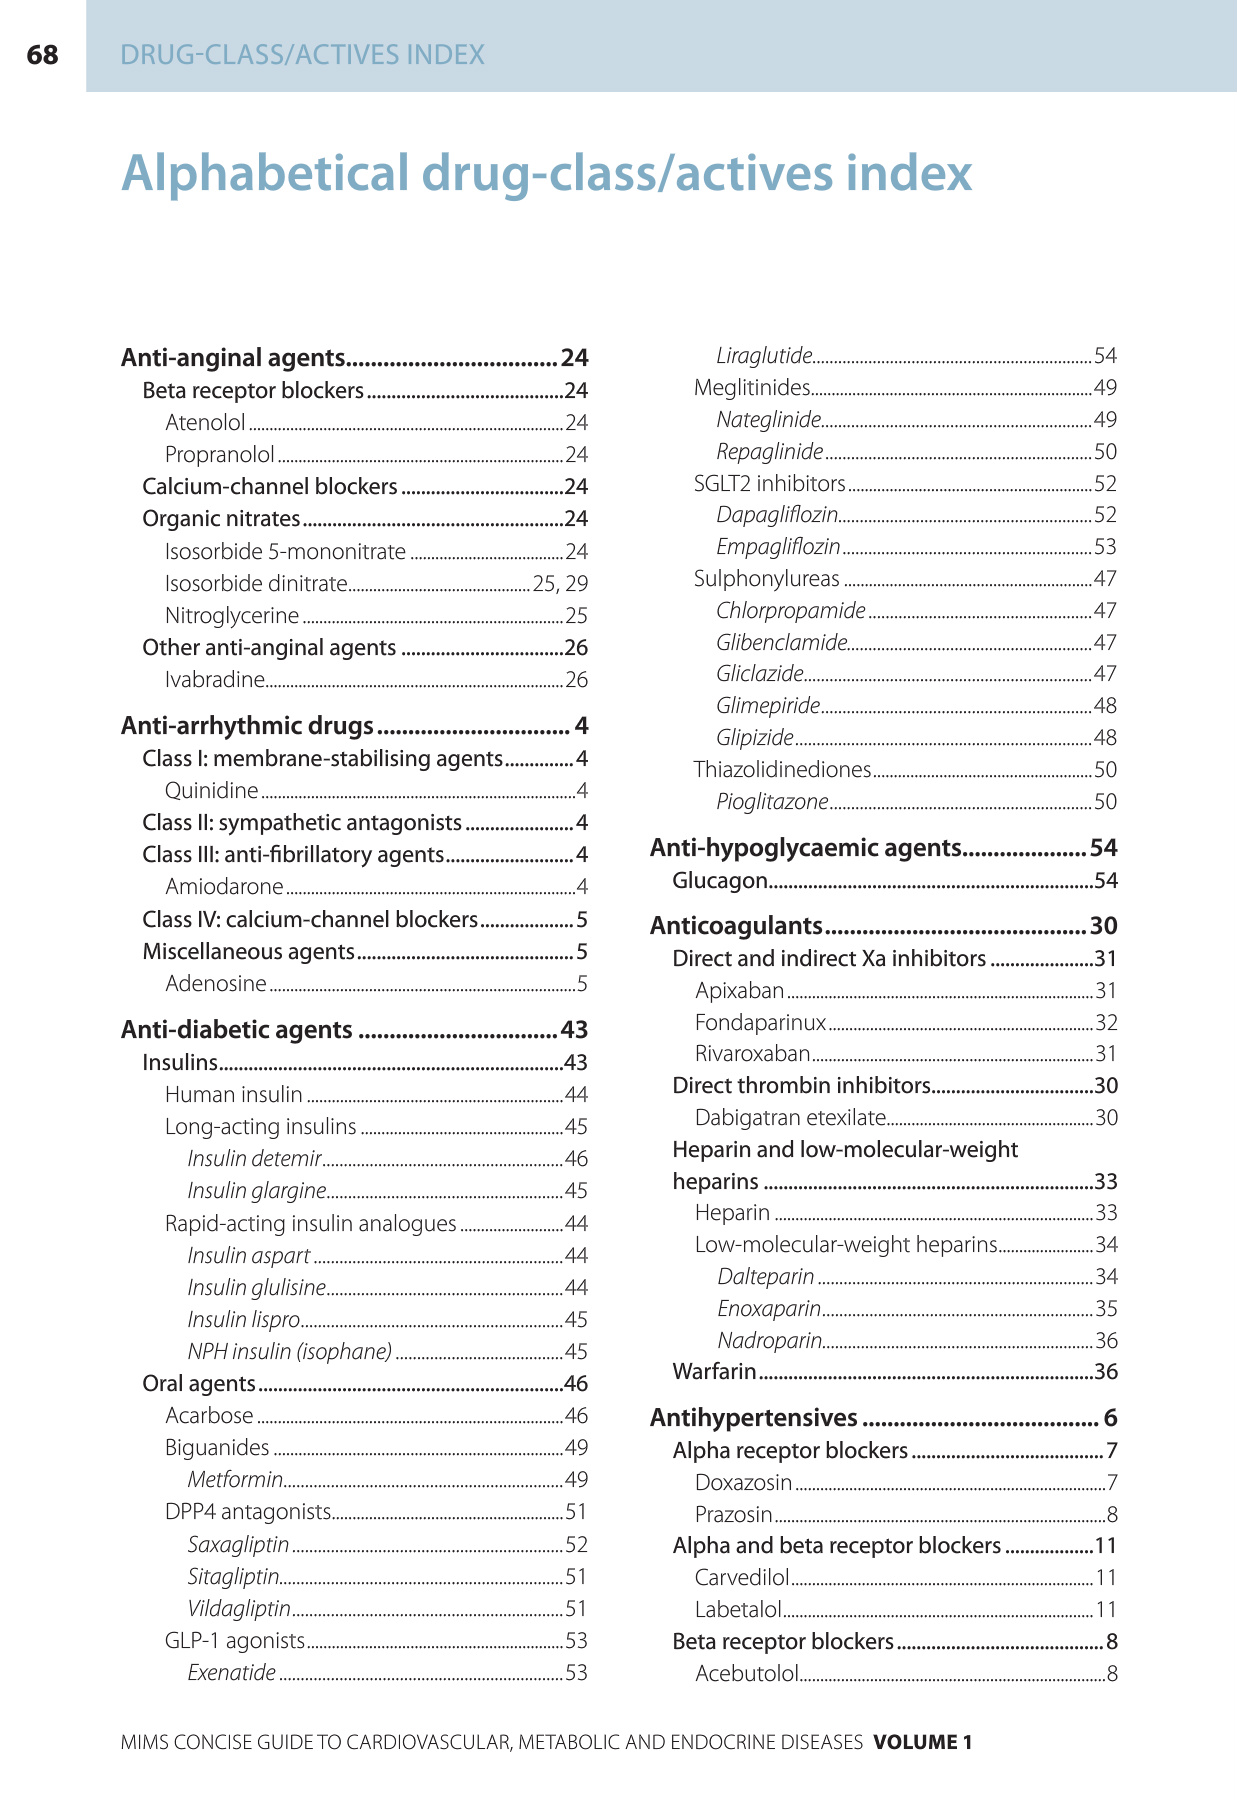 68
DRUG-CLASS/ACTIVES INDEX
Alphabetical drug-class/actives index
Anti-anginal agents..................................24
Beta receptor blockers........................................24
Atenolol............................................................................24
Propranolol.....................................................................24
Calcium-channel blockers.................................24
Organic nitrates.....................................................24
Isosorbide 5-mononitrate.....................................24
Isosorbide dinitrate............................................25, 29
Nitroglycerine...............................................................25
Other anti-anginal agents.................................26
Ivabradine........................................................................26
Anti-arrhythmic drugs............................... 4
Class I: membrane-stabilising agents..............4
Quinidine............................................................................4
Class II: sympathetic antagonists......................4
Class III: anti-fibrillatory agents..........................4
Amiodarone......................................................................4
Class IV: calcium-channel blockers...................5
Miscellaneous agents............................................5
Adenosine..........................................................................5
Anti-diabetic agents................................43
Insulins......................................................................43
Human insulin..............................................................44
Long-acting insulins.................................................45
Insulin detemir........................................................46
Insulin glargine.......................................................45
Rapid-acting insulin analogues.........................44
Insulin aspart..........................................................44
Insulin glulisine.......................................................44
Insulin lispro.............................................................45
NPH insulin (isophane).......................................45
Oral agents..............................................................46
Acarbose..........................................................................46
Biguanides......................................................................49
Metformin.................................................................49
DPP4 antagonists........................................................51
Saxagliptin...............................................................52
Sitagliptin..................................................................51
Vildagliptin...............................................................51
GLP-1 agonists..............................................................53
Exenatide..................................................................53
Liraglutide.................................................................54
Meglitinides....................................................................49
Nateglinide...............................................................49
Repaglinide..............................................................50
SGLT2 inhibitors...........................................................52
Dapagliflozin...........................................................52
Empagliflozin..........................................................53
Sulphonylureas............................................................47
Chlorpropamide....................................................47
Glibenclamide.........................................................47
Gliclazide...................................................................47
Glimepiride...............................................................48
Glipizide.....................................................................48
Thiazolidinediones.....................................................50
Pioglitazone.............................................................50
Anti-hypoglycaemic agents....................54
Glucagon..................................................................54
Anticoagulants..........................................30
Direct and indirect Xa inhibitors.....................31
Apixaban..........................................................................31
Fondaparinux................................................................32
Rivaroxaban....................................................................31
Direct thrombin inhibitors.................................30
Dabigatran etexilate..................................................30
Heparin and low-molecular-weight
heparins...................................................................33
Heparin.............................................................................33
Low-molecular-weight heparins.......................34
Dalteparin................................................................34
Enoxaparin...............................................................35
Nadroparin...............................................................36
Warfarin....................................................................36
Antihypertensives...................................... 6
Alpha receptor blockers.......................................7
Doxazosin...........................................................................7
Prazosin................................................................................8
Alpha and beta receptor blockers..................11
Carvedilol.........................................................................11
Labetalol...........................................................................11
Beta receptor blockers..........................................8
Acebutolol..........................................................................8
MIMS CONCISE GUIDE TO CARDIOVASCULAR, METABOLIC AND ENDOCRINE DISEASES VOLUME 1